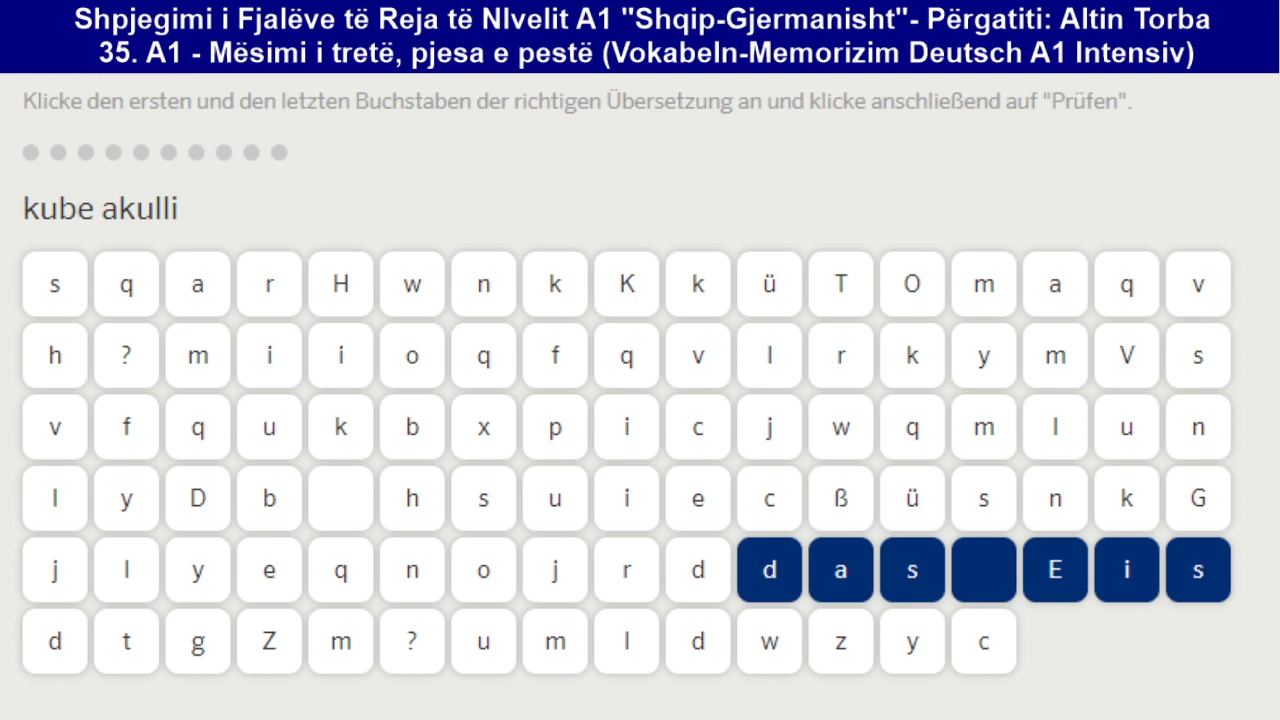 Shpjegimi i Fjalëve të Reja të NIvelit A1 "Shqip-Gjermanisht"- Përgatiti: Altin Torba
35. A1 - Mësimi i tretë, pjesa e pestë (Vokabeln-Memorizim Deutsch A1 Intensiv)
Klicke den ersten und den letzten Buchstaben der richtigen Übersetzung an und klicke anschließend auf "Prüfen".
kube akulli
s q a r H w n k K k ü T O m a q v
h ? m i i o q f q v l r k y m V s
v f q u k b x p i c j w q m l u n
l y D b h s u i e c ß ü s n k G
j l y e q n o j r d d a s E i s
d t g Z m ? u m l d w z y c